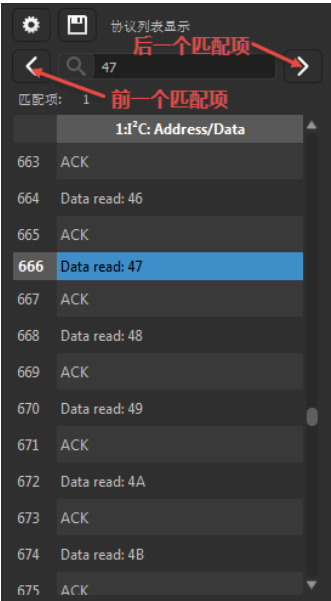 协议列表显示
后一个匹配项
47
匹配项: 1
前一个匹配项
1:I²C: Address/Data
663 ACK
664 Data read: 46
665 ACK
666 Data read: 47
667 ACK
668 Data read: 48
669 ACK
670 Data read: 49
671 ACK
672 Data read: 4A
673 ACK
674 Data read: 4B
675 ACK